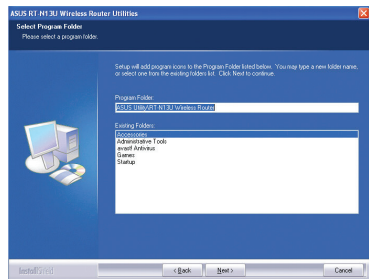 ASUS RT-N13U Wireless Router Utilities
Select Program Folder
Please select a program folder.
Setup will add program icons to the Program Folder listed below. You may type a new folder name,
or select one from the existing folders list. Click Next to continue.
Program Folder:
ASUS Utility\RT-N13U Wireless Router
Existing Folders:
Accessories
Administrative Tools
avast! Antivirus
Games
Startup
InstallShield
< Back
Next >
Cancel